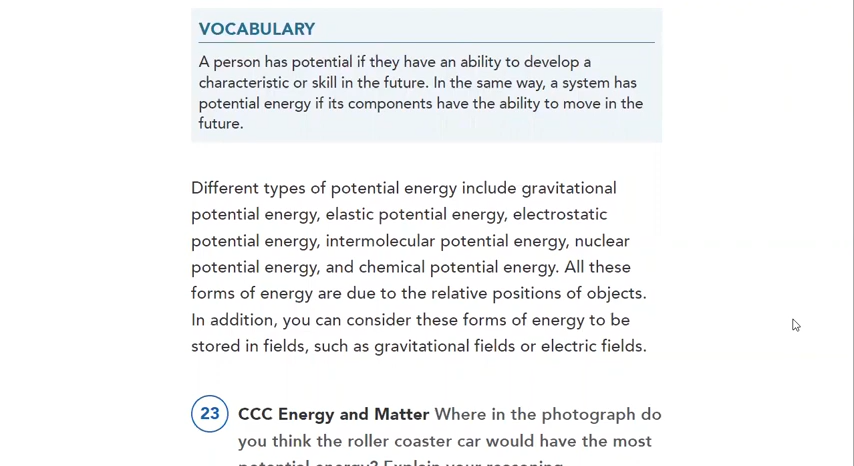 VOCABULARY
A person has potential if they have an ability to develop a
characteristic or skill in the future. In the same way, a system has
potential energy if its components have the ability to move in the
future.
Different types of potential energy include gravitational
potential energy, elastic potential energy, electrostatic
potential energy, intermolecular potential energy, nuclear
potential energy, and chemical potential energy. All these
forms of energy are due to the relative positions of objects.
In addition, you can consider these forms of energy to be
stored in fields, such as gravitational fields or electric fields.
23 CCC Energy and Matter Where in the photograph do
you think the roller coaster car would have the most
potential energy? Explain your reasoning.